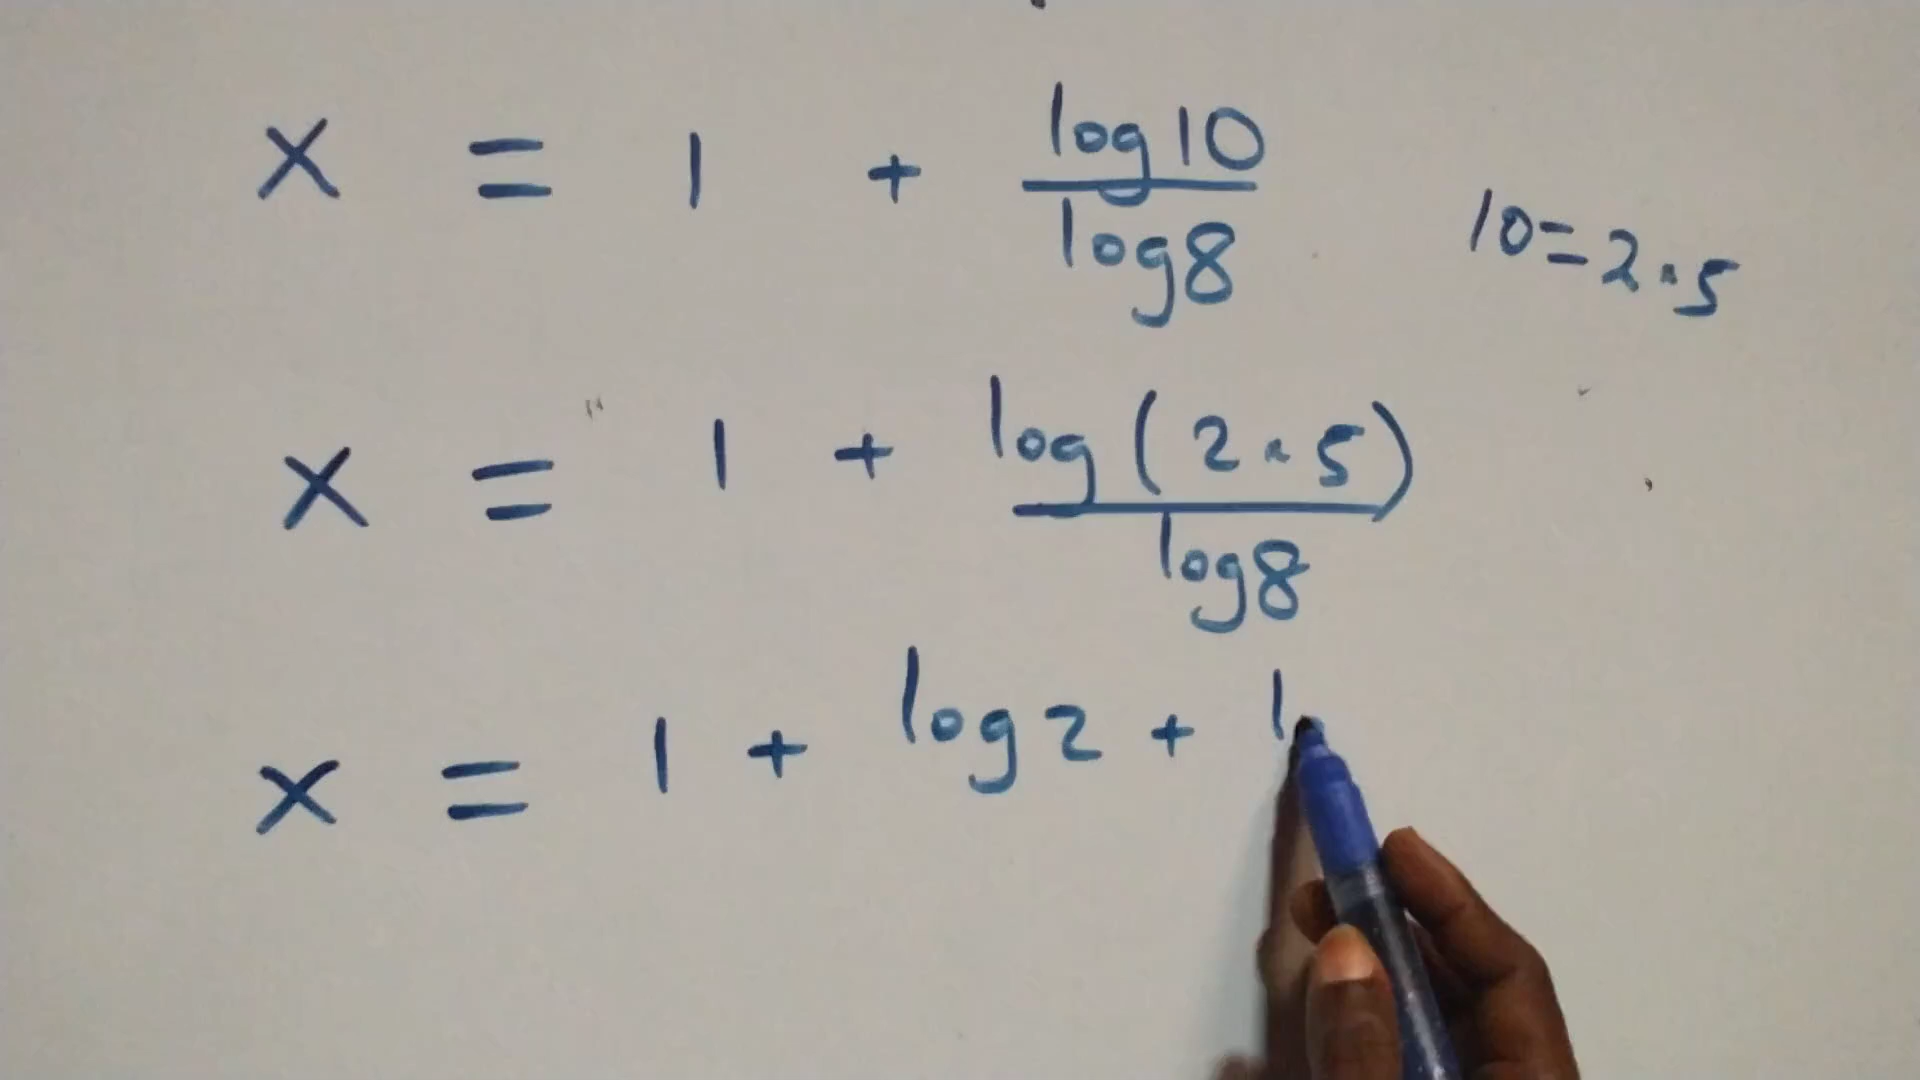 x = 1 + log10/log8
10=2·5
x = 1 + log(2·5)/log8
x = 1 + log2 + l